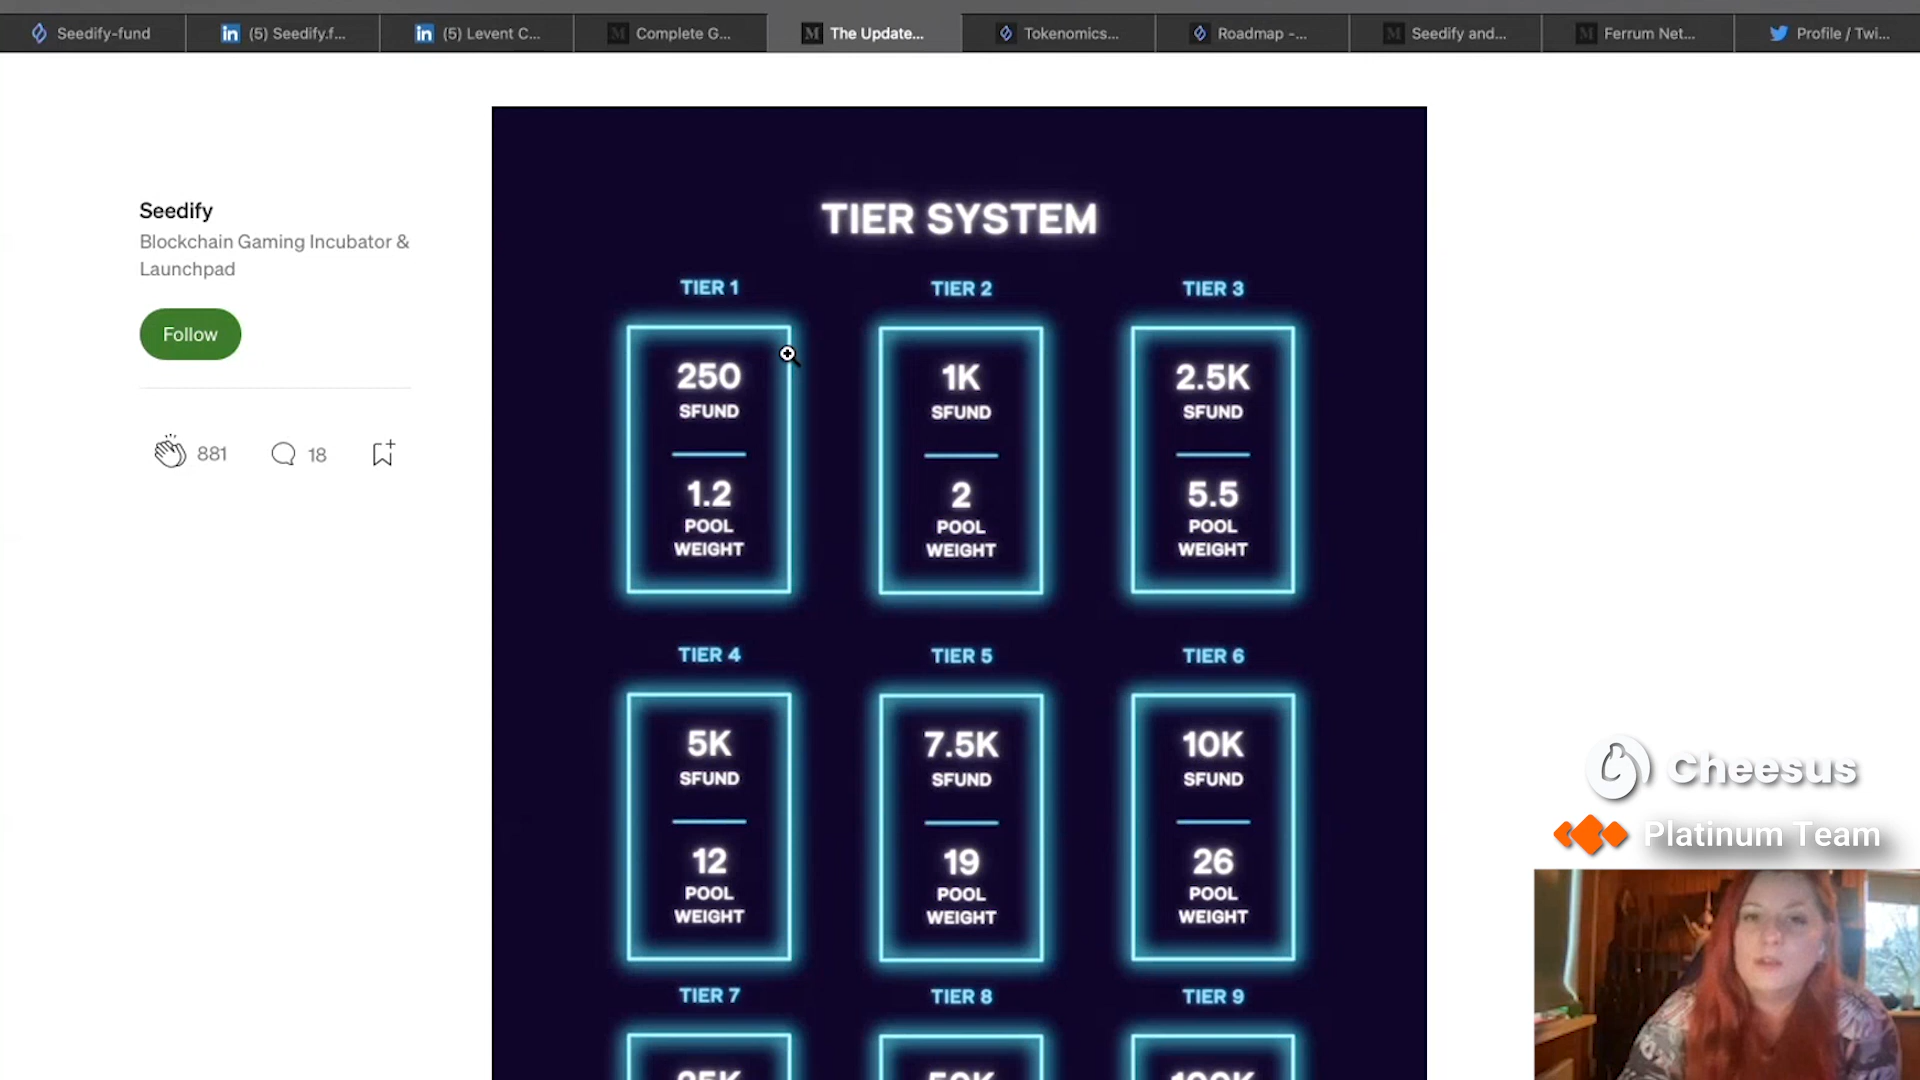 Seedify-fund
(5) Seedify.f...
(5) Levent C...
Complete G...
The Update...
Tokenomics...
Roadmap -...
Seedify and...
Ferrum Net...
Profile / Twi...
Seedify
Blockchain Gaming Incubator &
Launchpad
Follow
881
18
TIER SYSTEM
TIER 1
TIER 2
TIER 3
250
SFUND
1.2
POOL
WEIGHT
1K
SFUND
2
POOL
WEIGHT
2.5K
SFUND
5.5
POOL
WEIGHT
TIER 4
TIER 5
TIER 6
5K
SFUND
12
POOL
WEIGHT
7.5K
SFUND
19
POOL
WEIGHT
10K
SFUND
26
POOL
WEIGHT
TIER 7
TIER 8
TIER 9
25K
50K
100K
Cheesus
Platinum Team